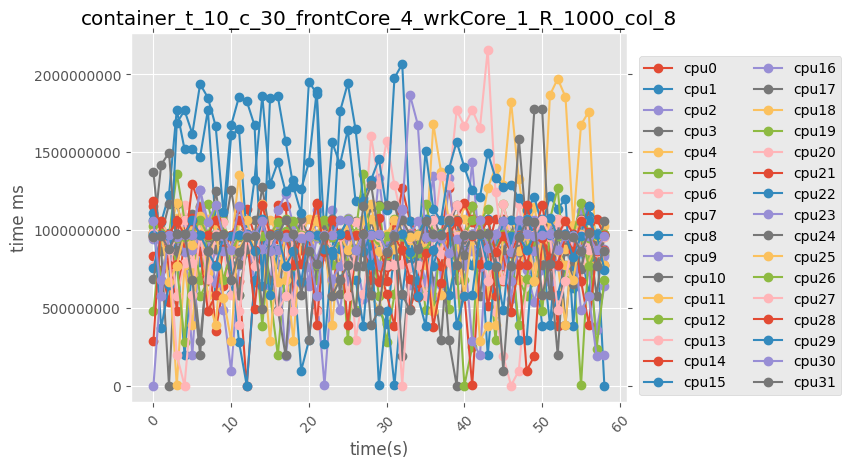 container_t_10_c_30_frontCore_4_wrkCore_1_R_1000_col_8
time ms
2000000000
1500000000
1000000000
500000000
0
0
10
20
30
40
50
60
time(s)
cpu0
cpu1
cpu2
cpu3
cpu4
cpu5
cpu6
cpu7
cpu8
cpu9
cpu10
cpu11
cpu12
cpu13
cpu14
cpu15
cpu16
cpu17
cpu18
cpu19
cpu20
cpu21
cpu22
cpu23
cpu24
cpu25
cpu26
cpu27
cpu28
cpu29
cpu30
cpu31